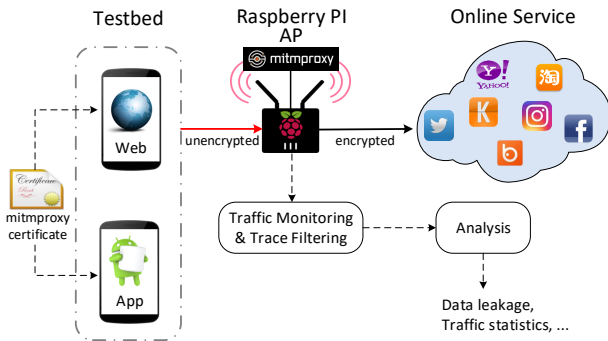 Testbed
Raspberry PI
AP
Online Service
mitmproxy
YAHOO!
淘
Web
unencrypted
encrypted
Certificate
mitmproxy
certificate
Traffic Monitoring
& Trace Filtering
Analysis
App
Data leakage,
Traffic statistics, ...